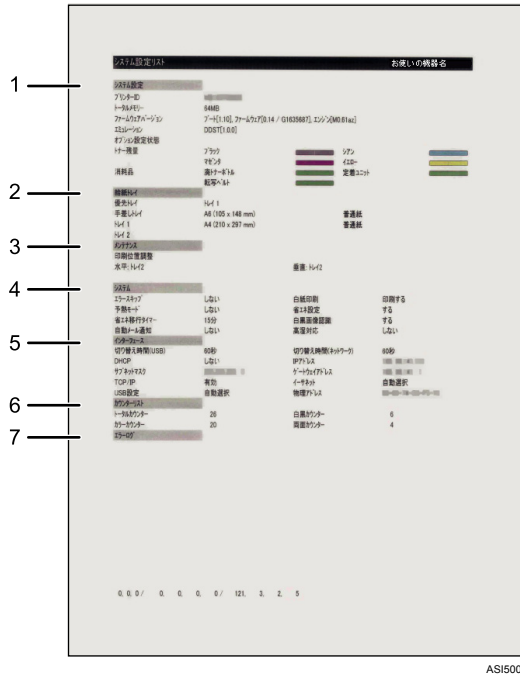 システム設定リスト お使いの機器名
1 システム設定
プリンターID
トータルメモリー 64MB
ファームウェアバージョン ブート[1.10], ファームウェア[0.14 / G1635687], エンジン[M0.61az]
エミュレーション DDST[1.0.0]
オプション設定状態
トナー残量 ブラック シアン
マゼンタ イエロー
消耗品 廃トナーボトル 定着ユニット
転写ベルト
2 給紙トレイ
優先トレイ トレイ 1
手差しトレイ A6 (105 x 148 mm) 普通紙
トレイ 1 A4 (210 x 297 mm) 普通紙
トレイ 2
3 メンテナンス
印刷位置調整
水平: トレイ2 垂直: トレイ2
4 システム
エラースキップ しない 白紙印刷 印刷する
予熱モード しない 省エネ設定 する
省エネ移行タイマー 15分 白黒画像認識 する
自動メール通知 しない 高湿対応 しない
5 インターフェース
切り替え時間(USB) 60秒 切り替え時間(ネットワーク) 60秒
DHCP しない IPアドレス
サブネットマスク ゲートウェイアドレス
TCP/IP 有効 イーサネット 自動選択
USB設定 自動選択 物理アドレス
6 カウンターリスト
トータルカウンター 26 白黒カウンター 6
カラーカウンター 20 両面カウンター 4
7 エラーログ
0, 0, 0 / 0, 0, 0, 0 / 121, 3, 2, 5
ASI500